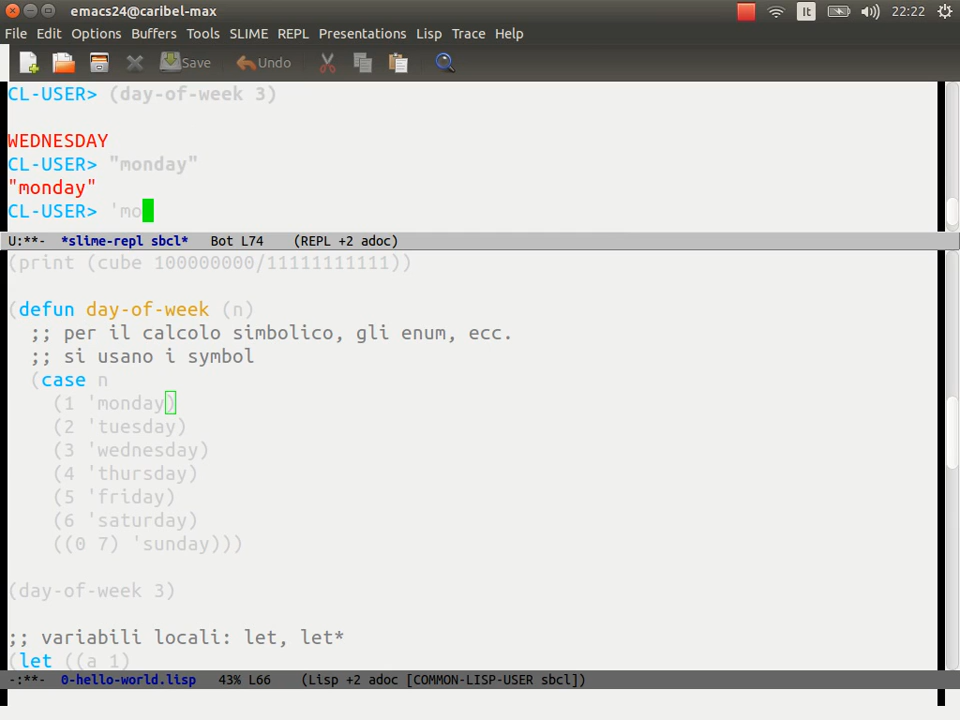 emacs24@caribel-max
It
22:22
File Edit Options Buffers Tools SLIME REPL Presentations Lisp Trace Help
Save Undo
CL-USER> (day-of-week 3)
WEDNESDAY
CL-USER> "monday"
"monday"
CL-USER> 'mo
U:**- *slime-repl sbcl* Bot L74 (REPL +2 adoc)
(print (cube 100000000/11111111111))
(defun day-of-week (n)
;; per il calcolo simbolico, gli enum, ecc.
;; si usano i symbol
(case n
(1 'monday)
(2 'tuesday)
(3 'wednesday)
(4 'thursday)
(5 'friday)
(6 'saturday)
((0 7) 'sunday)))
(day-of-week 3)
;; variabili locali: let, let*
(let ((a 1)
-:**- 0-hello-world.lisp 43% L66 (Lisp +2 adoc [COMMON-LISP-USER sbcl])